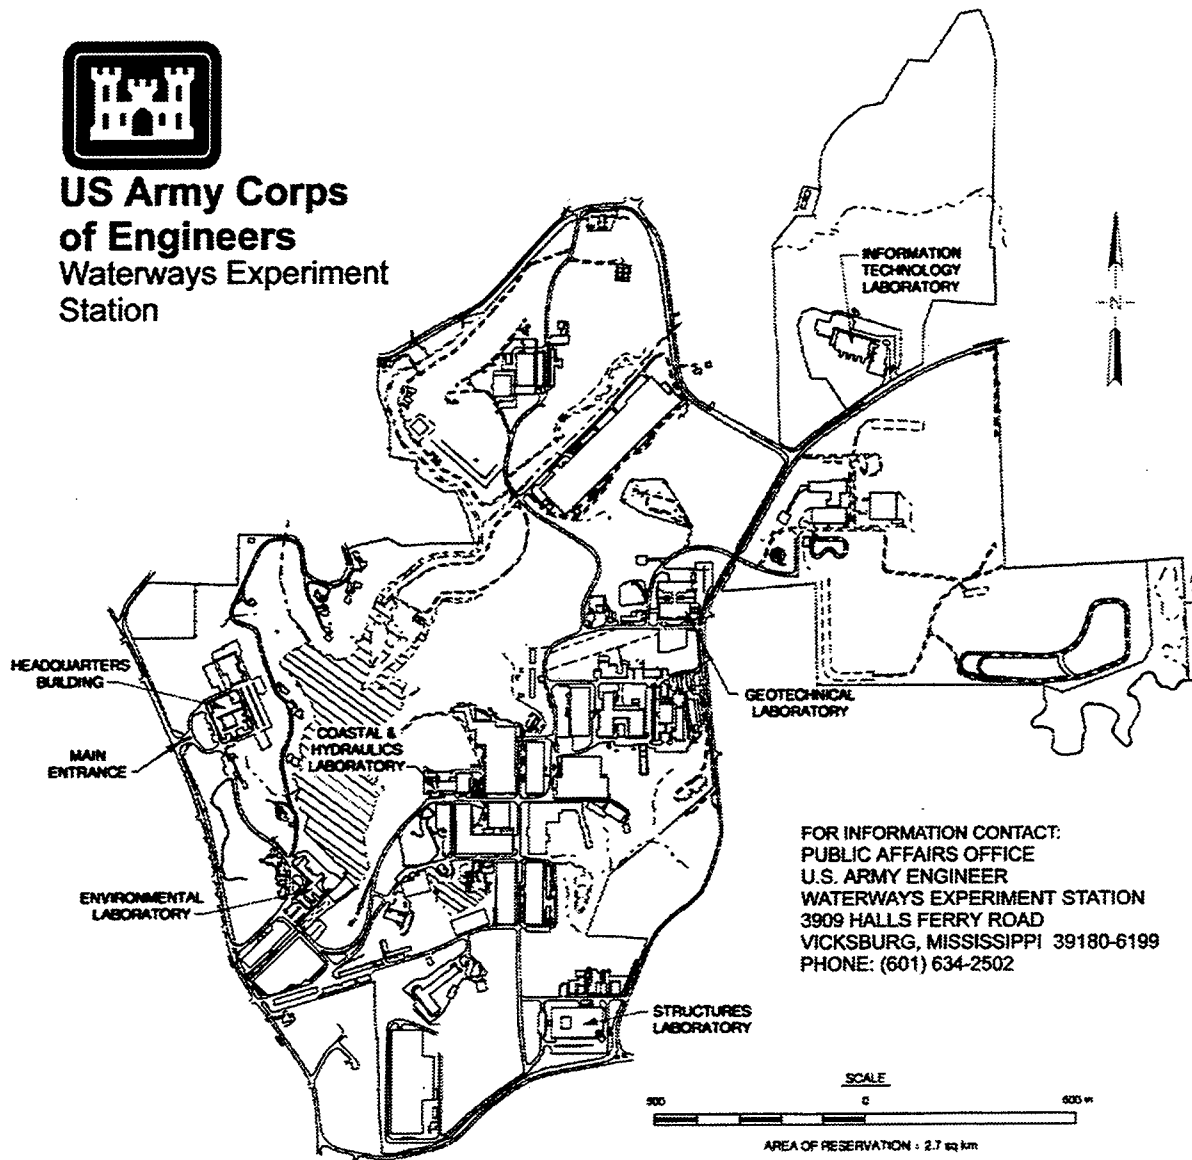 US Army Corps
of Engineers
Waterways Experiment
Station
INFORMATION
TECHNOLOGY
LABORATORY
N
HEADQUARTERS
BUILDING
MAIN
ENTRANCE
COASTAL &
HYDRAULICS
LABORATORY
GEOTECHNICAL
LABORATORY
ENVIRONMENTAL
LABORATORY
STRUCTURES
LABORATORY
FOR INFORMATION CONTACT:
PUBLIC AFFAIRS OFFICE
U.S. ARMY ENGINEER
WATERWAYS EXPERIMENT STATION
3909 HALLS FERRY ROAD
VICKSBURG, MISSISSIPPI 39180-6199
PHONE: (601) 634-2502
SCALE
0
AREA OF RESERVATION : 2.7 sq km